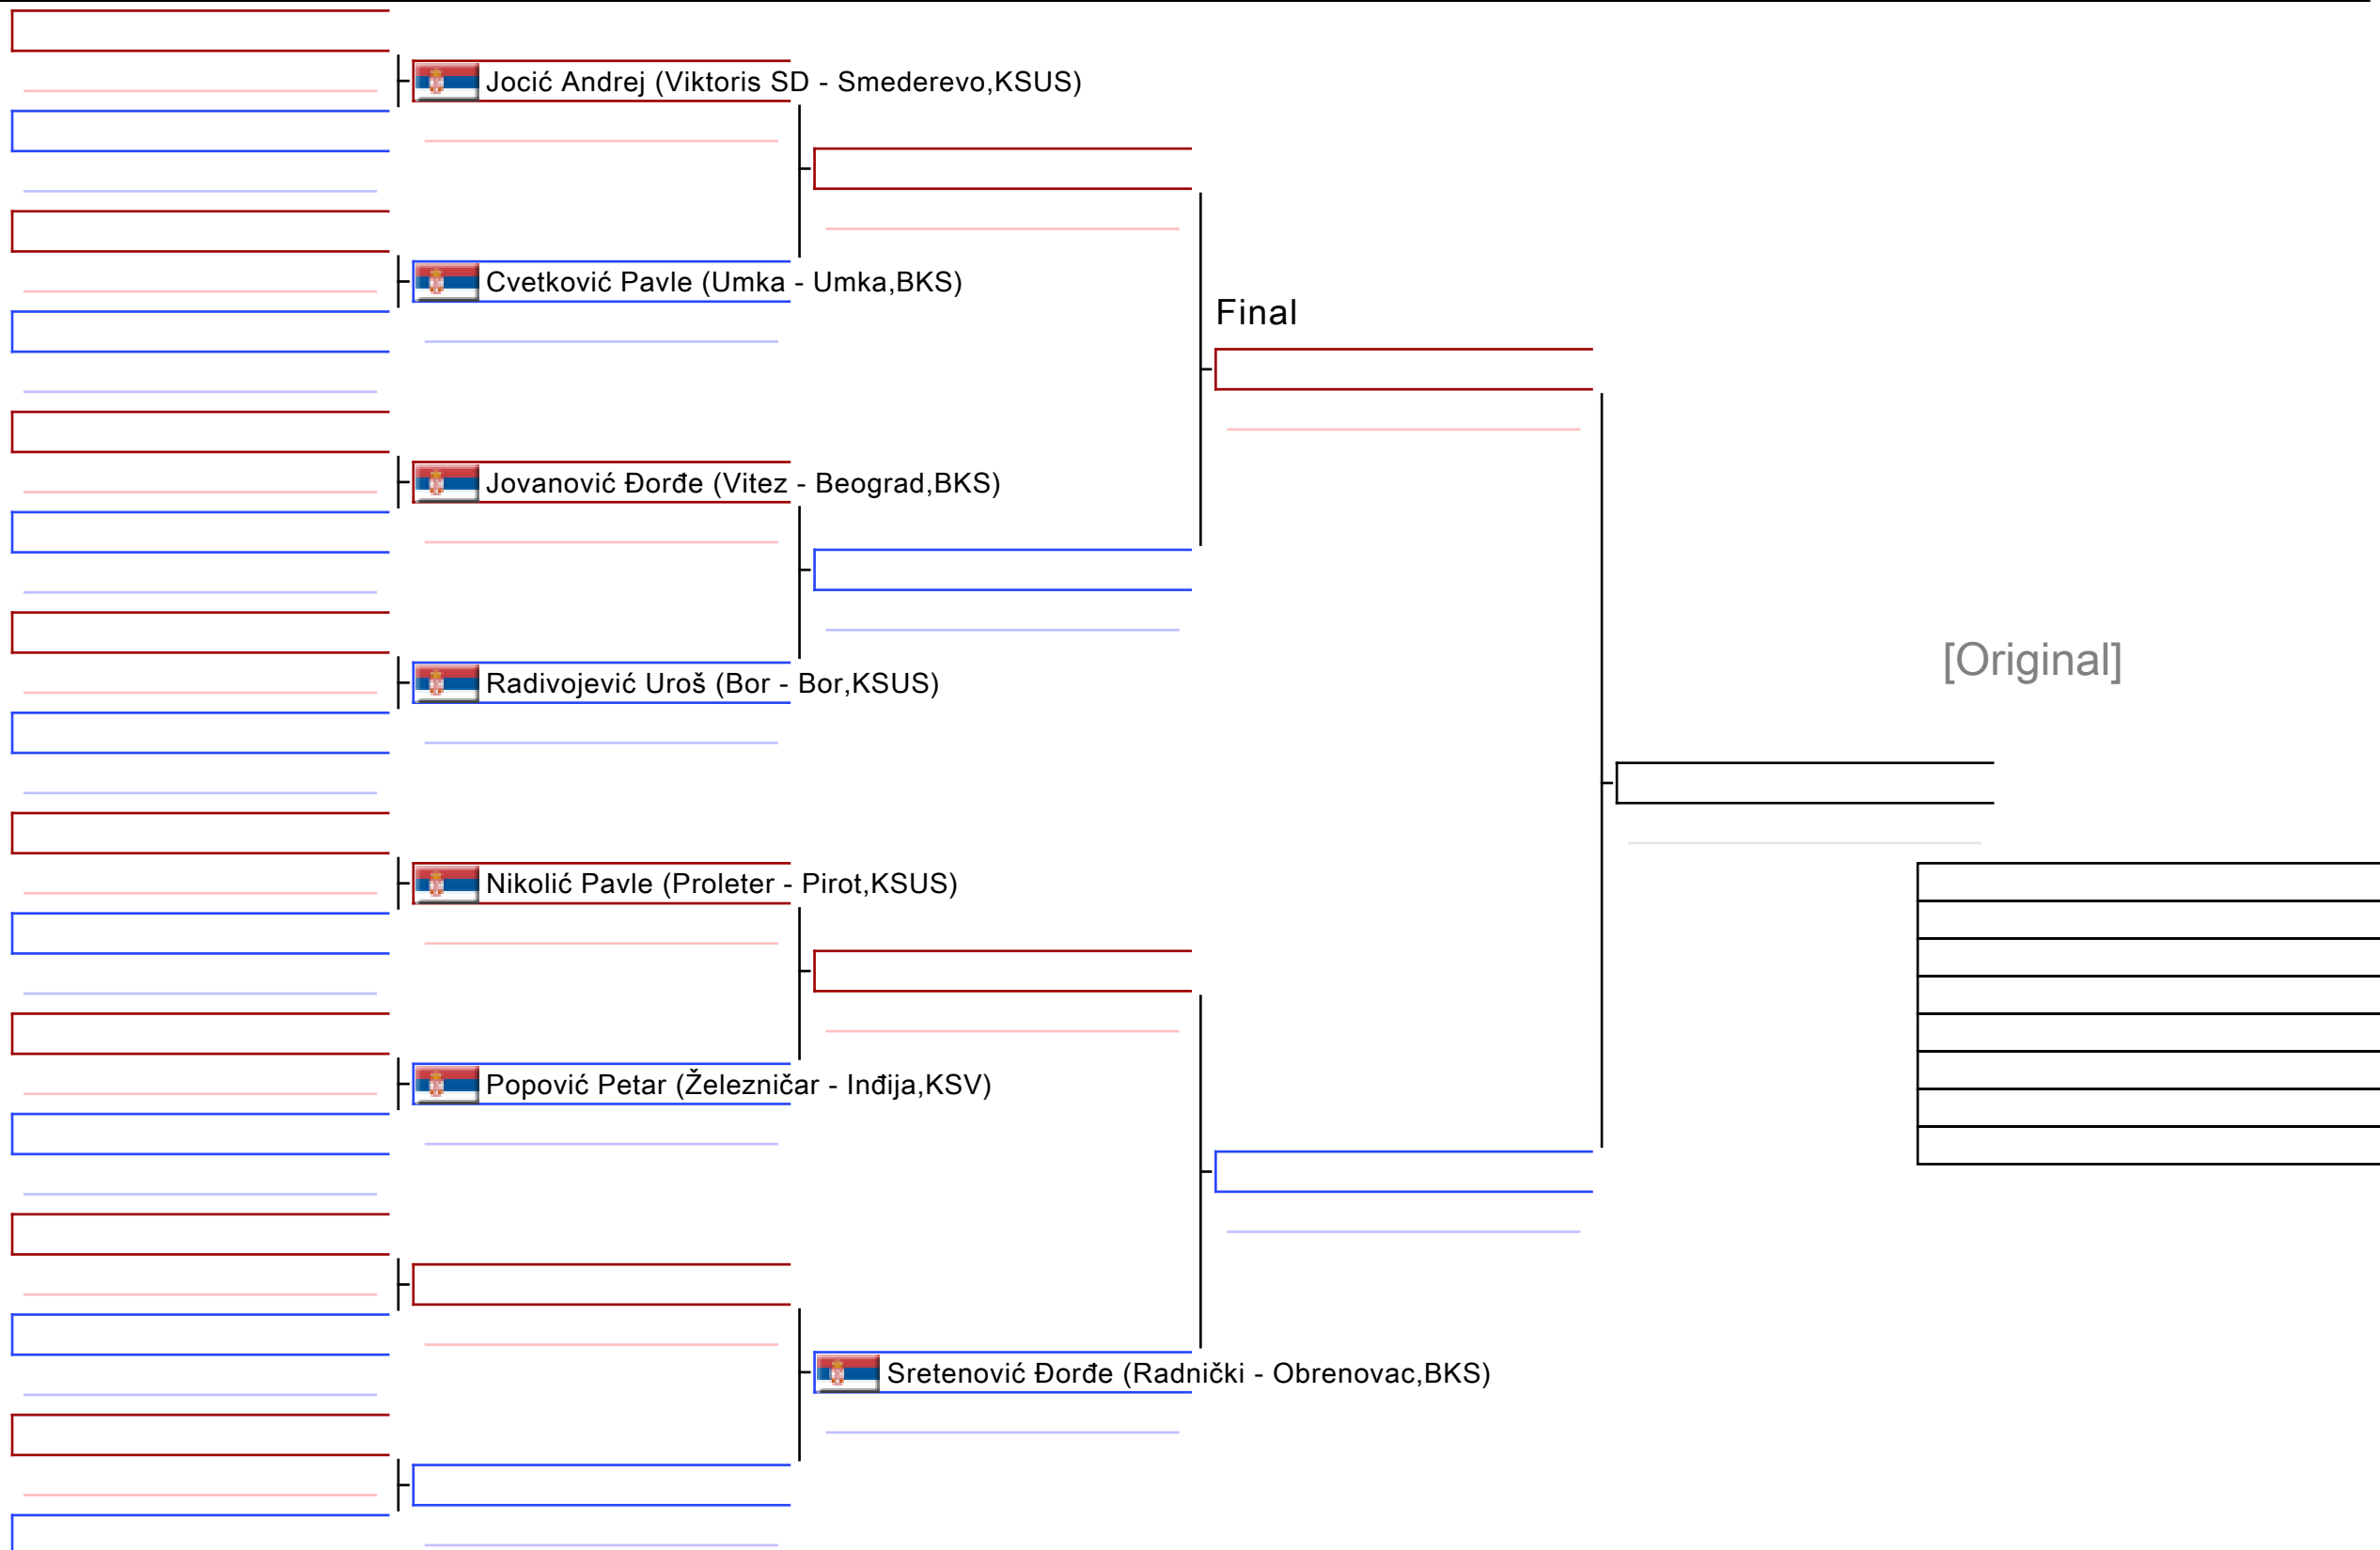 Jocić Andrej (Viktoris SD - Smederevo,KSUS)
Cvetković Pavle (Umka - Umka,BKS)
Final
Jovanović Đorđe (Vitez - Beograd,BKS)
[Original]
Radivojević Uroš (Bor - Bor,KSUS)
Nikolić Pavle (Proleter - Pirot,KSUS)
Popović Petar (Železničar - Inđija,KSV)
Sretenović Đorđe (Radnički - Obrenovac,BKS)